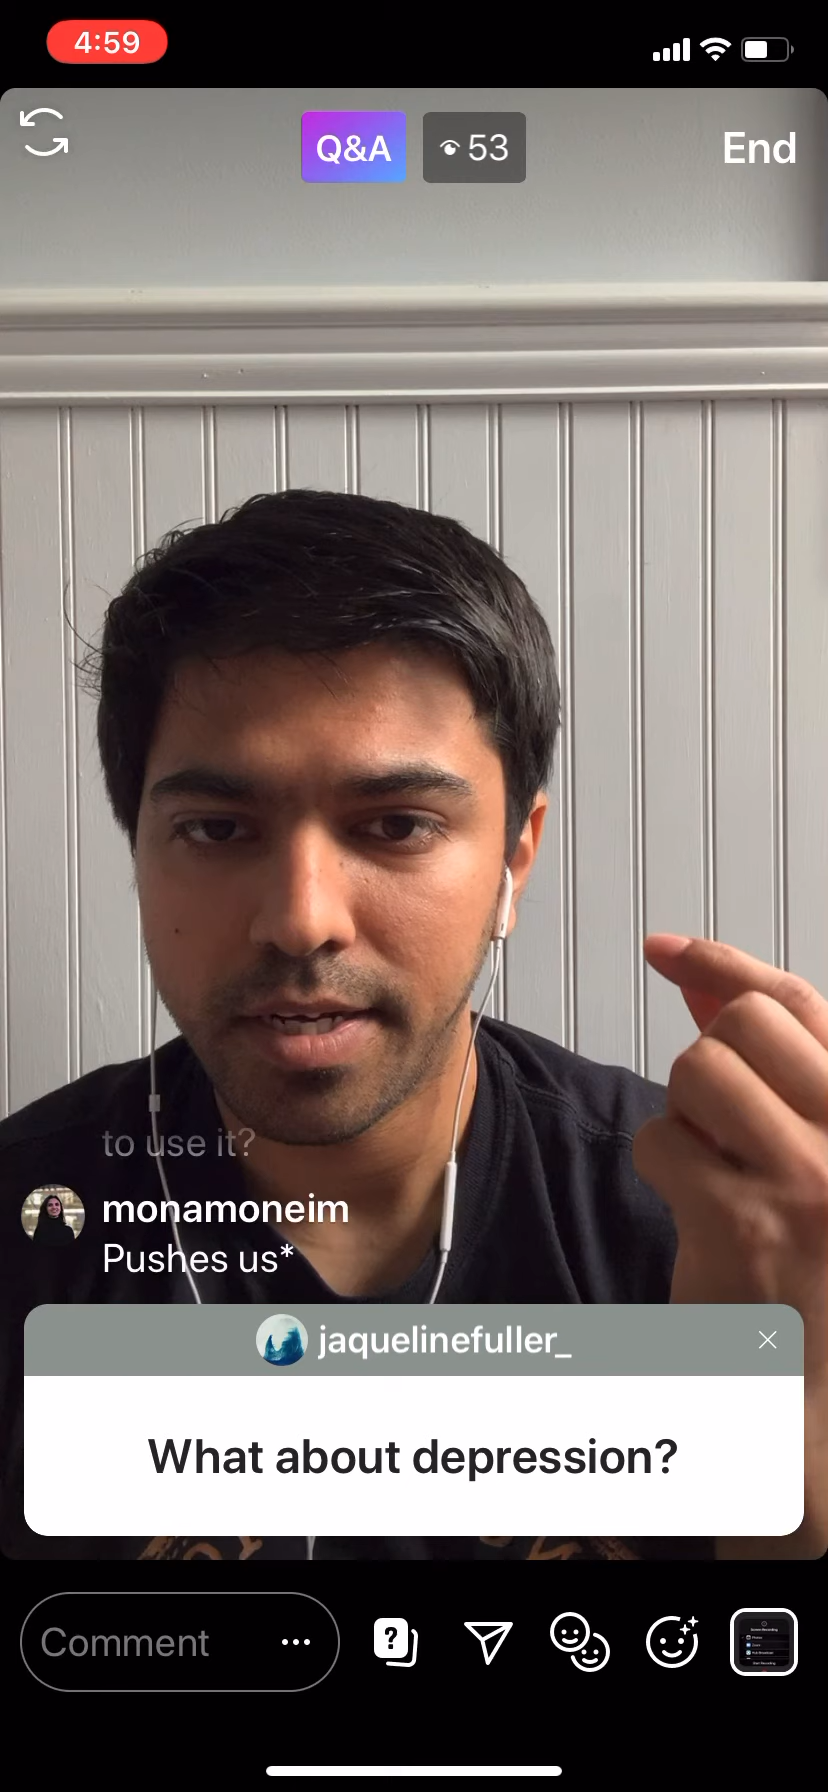 4:59
Q&A
53
End
to use it?
monamoneim
Pushes us*
jaquelinefuller_
What about depression?
Comment